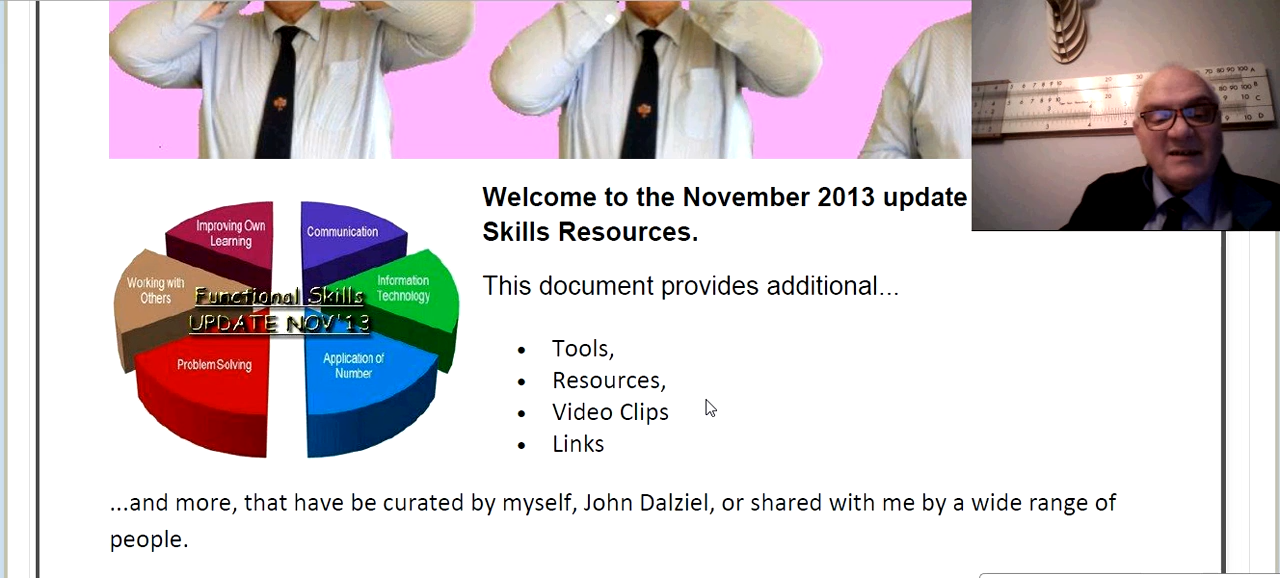 Welcome to the November 2013 update
Skills Resources.
This document provides additional...
• Tools,
• Resources,
• Video Clips
• Links
...and more, that have be curated by myself, John Dalziel, or shared with me by a wide range of
people.
Improving Own
Learning
Communication
Working with
Others
Information
Technology
Functional Skills
UPDATE NOV'13
Problem Solving
Application of
Number